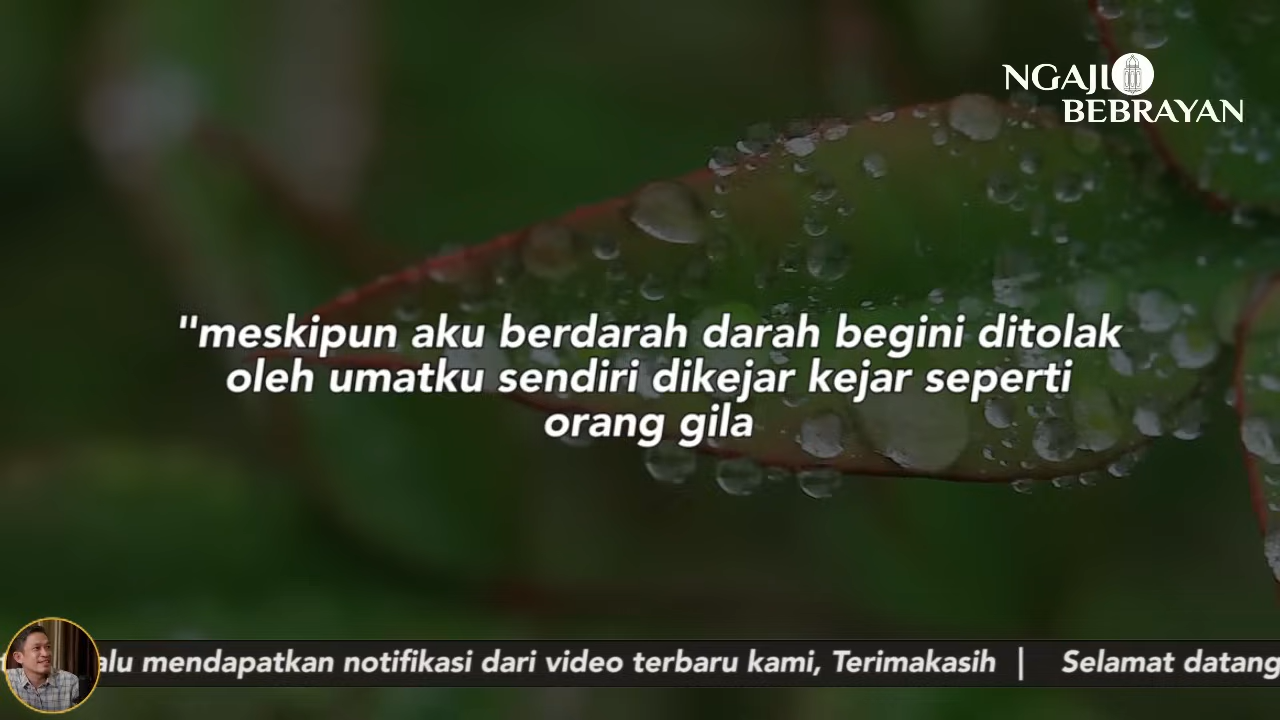 NGAJI
BEBRAYAN
"meskipun aku berdarah darah begini ditolak
oleh umatku sendiri dikejar kejar seperti
orang gila
mendapatkan notifikasi dari video terbaru kami, Terimakasih | Selamat datang